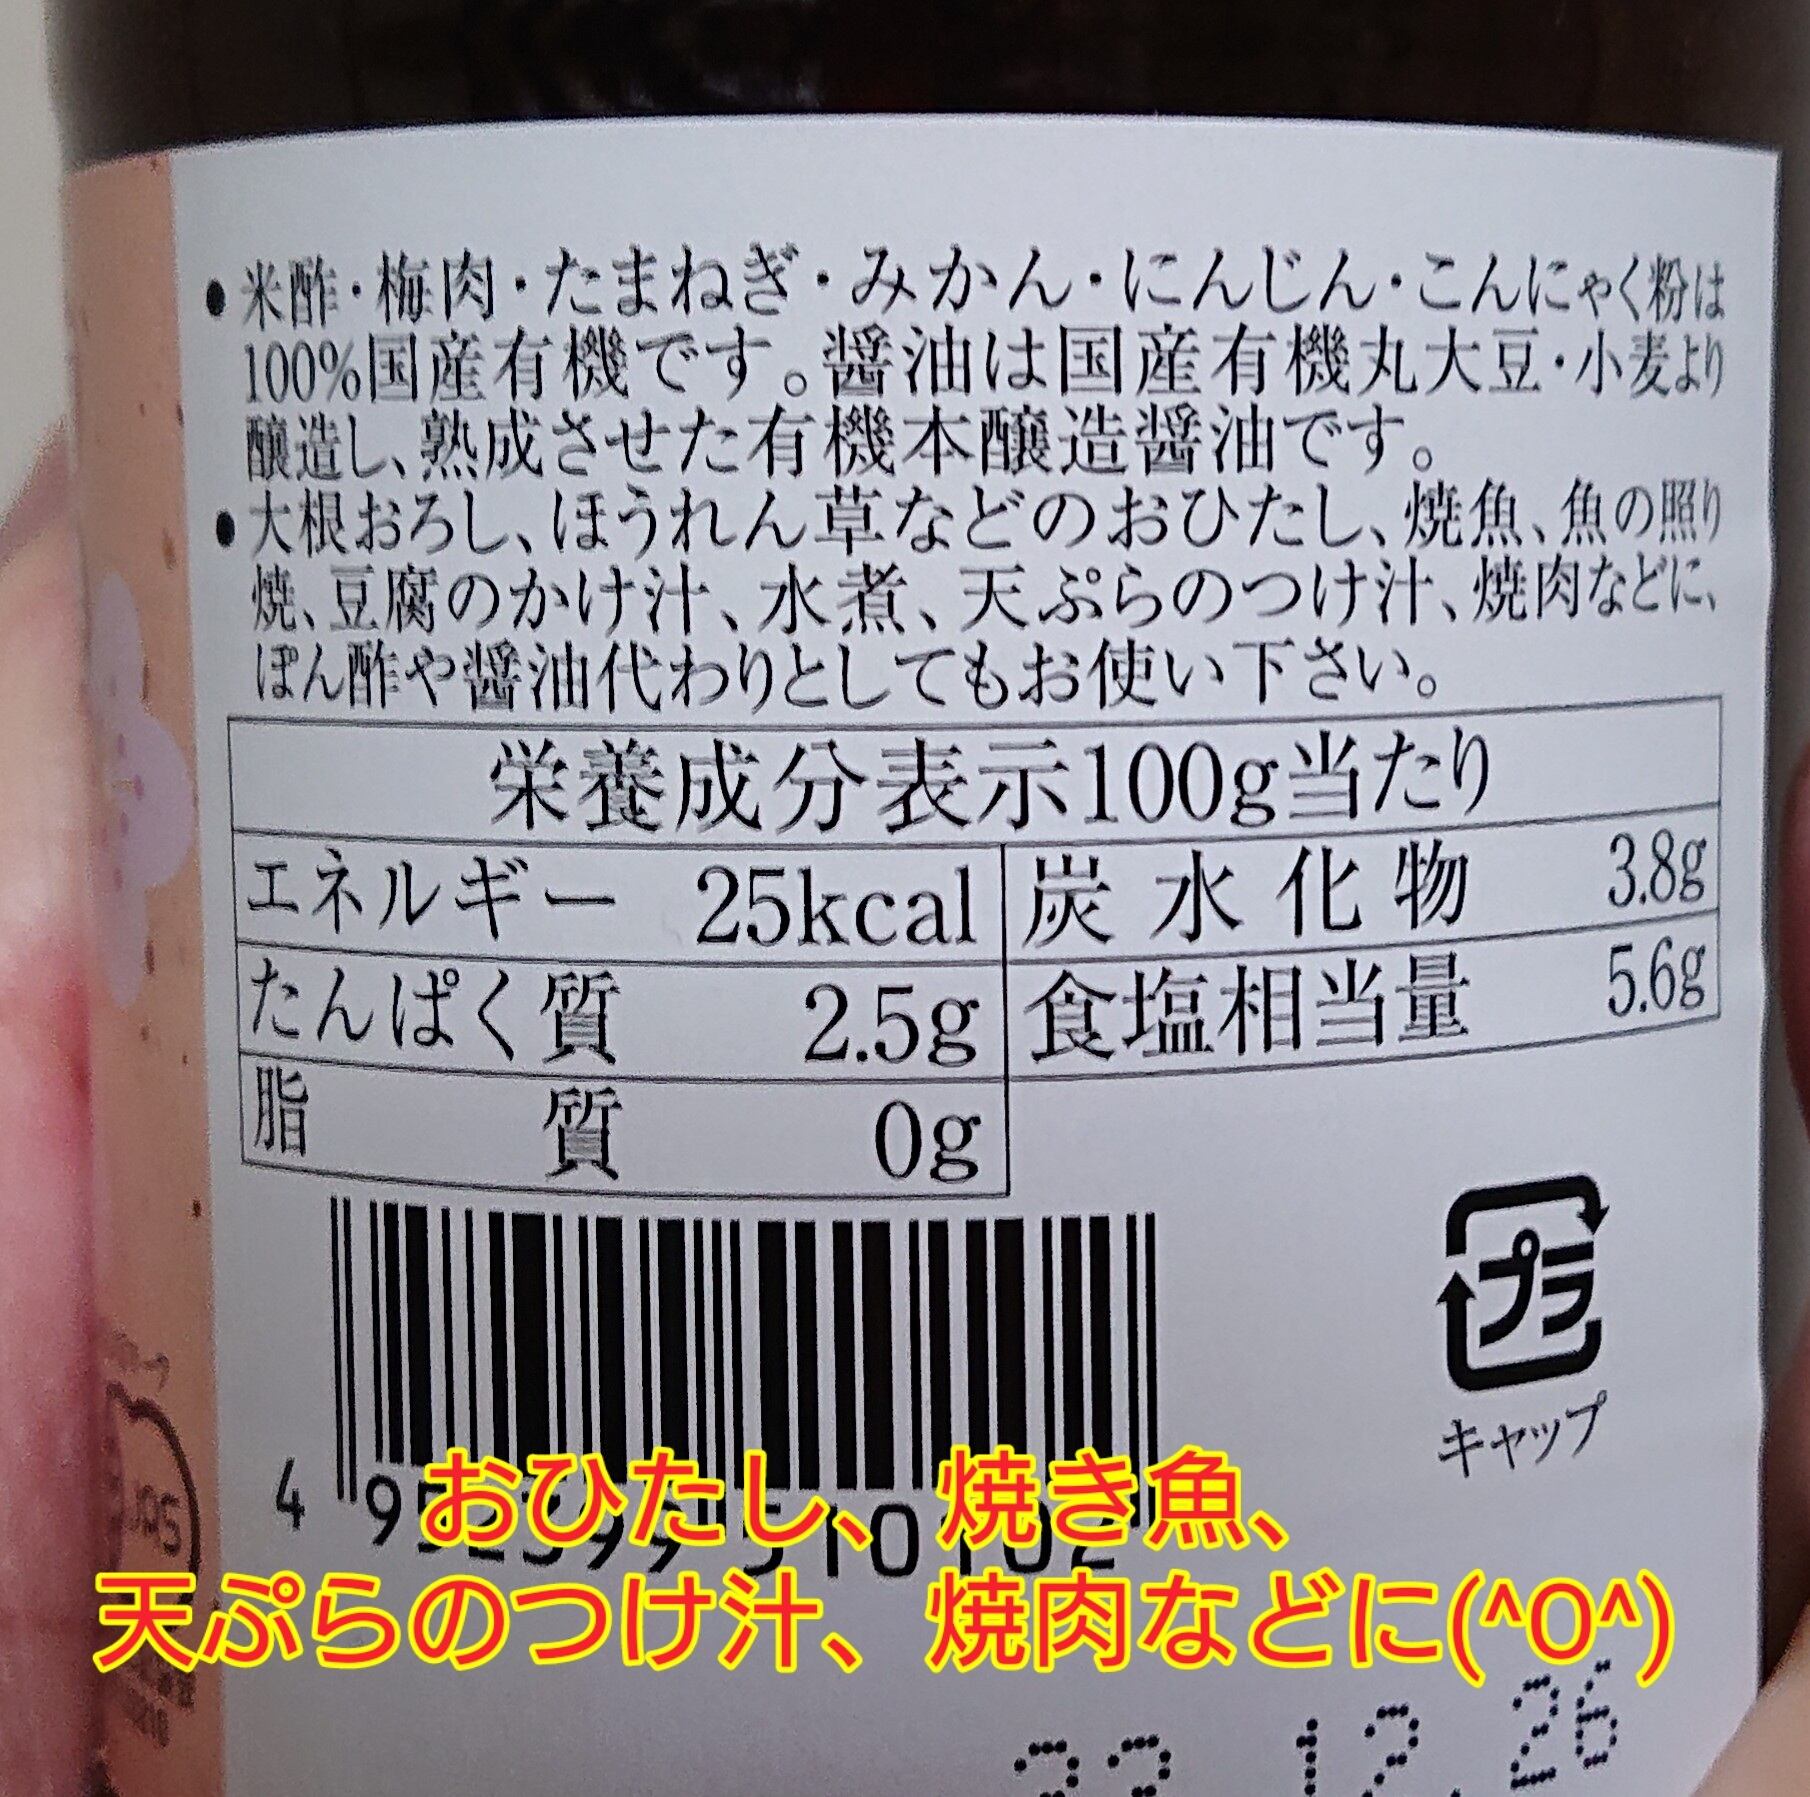 ●米酢・梅肉・たまねぎ・みかん・にんじん・こんにゃく粉は
100%国産有機です。醤油は国産有機丸大豆・小麦より
醸造し、熟成させた有機本醸造醤油です。
●大根おろし、ほうれん草などのおひたし、焼魚、魚の照り
焼、豆腐のかけ汁、水煮、天ぷらのつけ汁、焼肉などに、
ぽん酢や醤油代わりとしてもお使い下さい。
栄養成分表示100g当たり
エネルギー 25kcal 炭水化物 3.8g
たんぱく質 2.5g 食塩相当量 5.6g
脂質 0g
プラ
キャップ
4 952399 510102
おひたし、焼き魚、
天ぷらのつけ汁、焼肉などに(^O^)
JAS